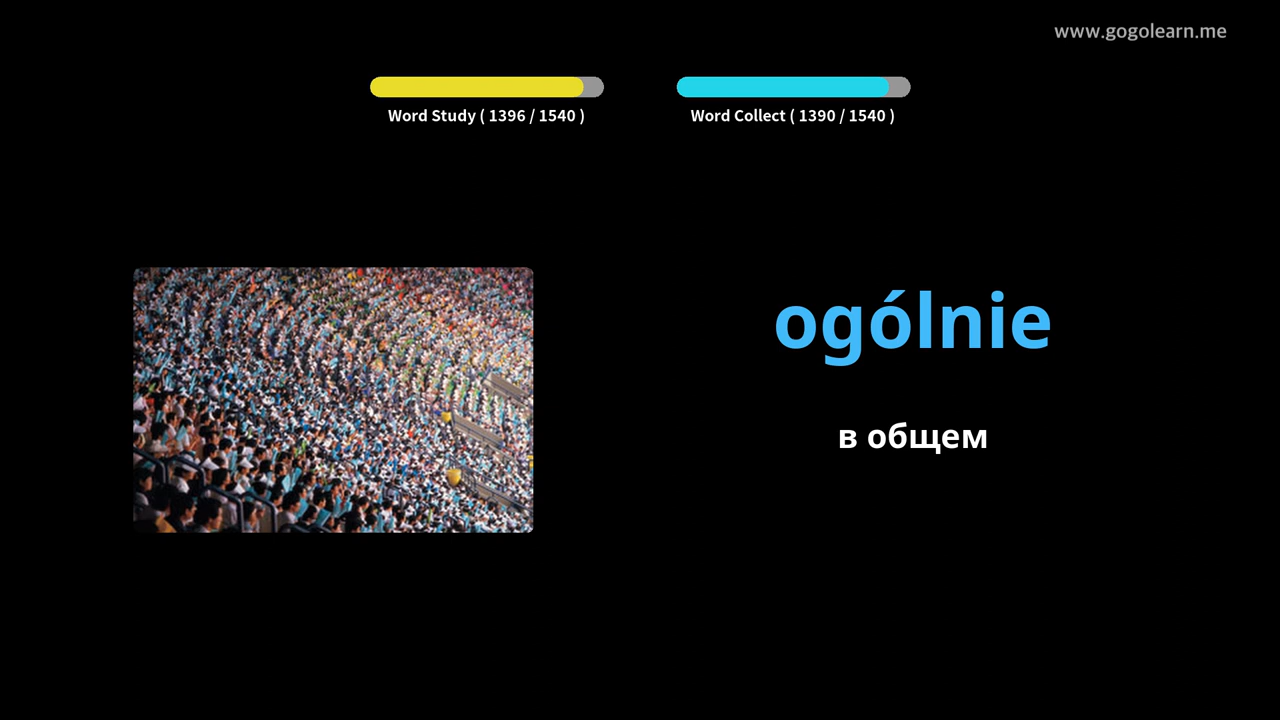 www.gogolearn.me
Word Study ( 1396 / 1540 )
Word Collect ( 1390 / 1540 )
ogólnie
в общем